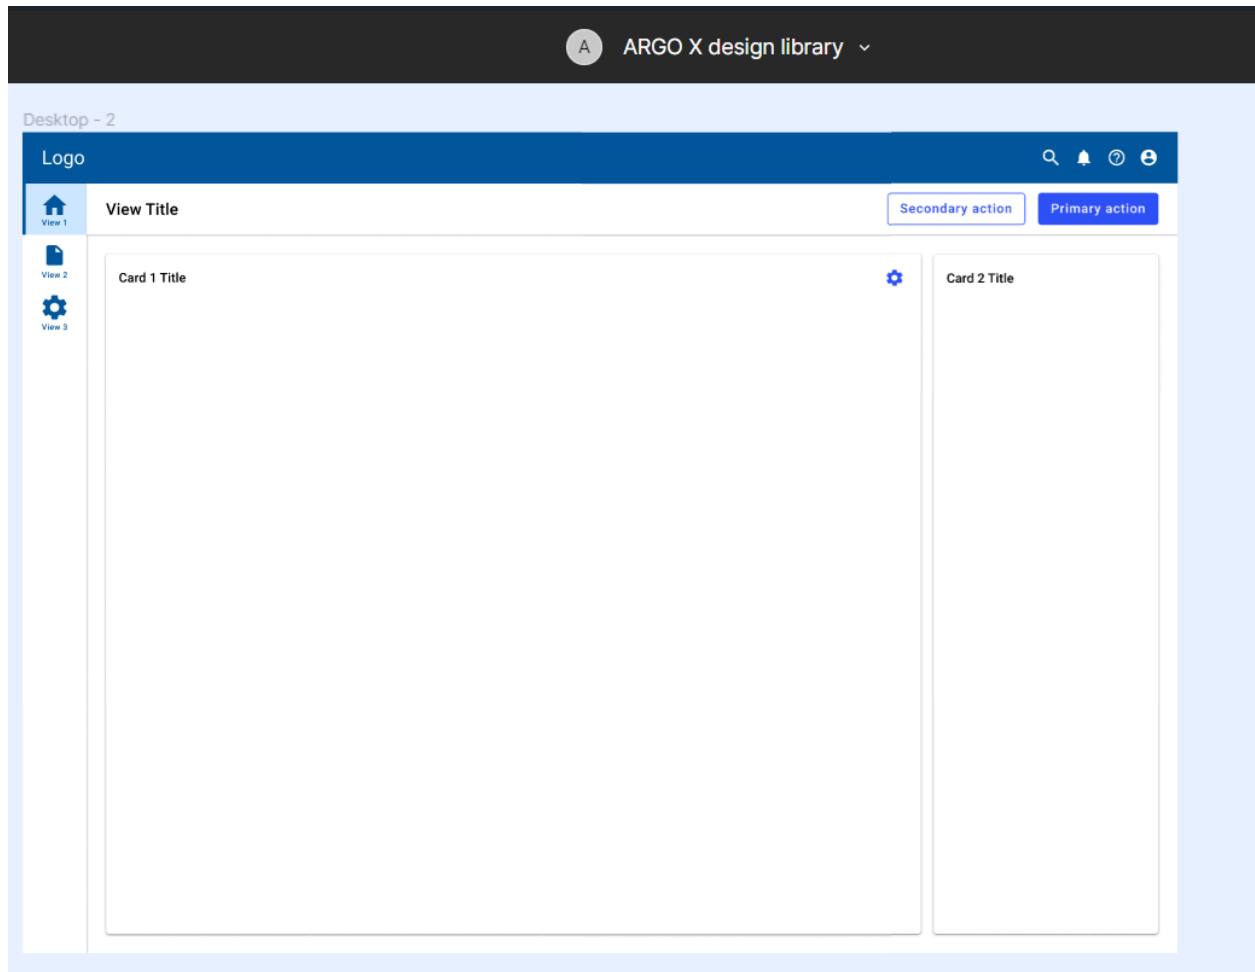 A
ARGO X design library
Desktop - 2
Logo
View 1
View Title
Secondary action
Primary action
View 2
View 3
Card 1 Title
Card 2 Title